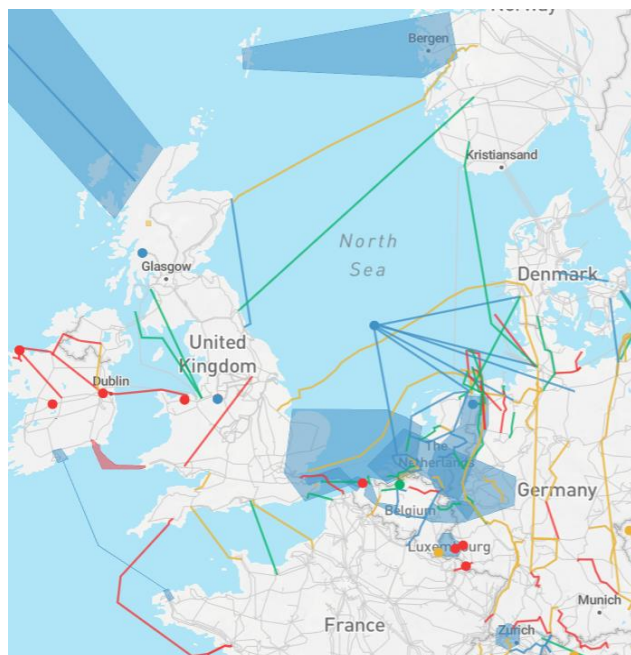 Norway
Bergen
Kristiansand
North
Sea
Glasgow
Denmark
United
Kingdom
Dublin
The
Netherlands
Germany
Belgium
Luxembourg
Munich
France
Zurich